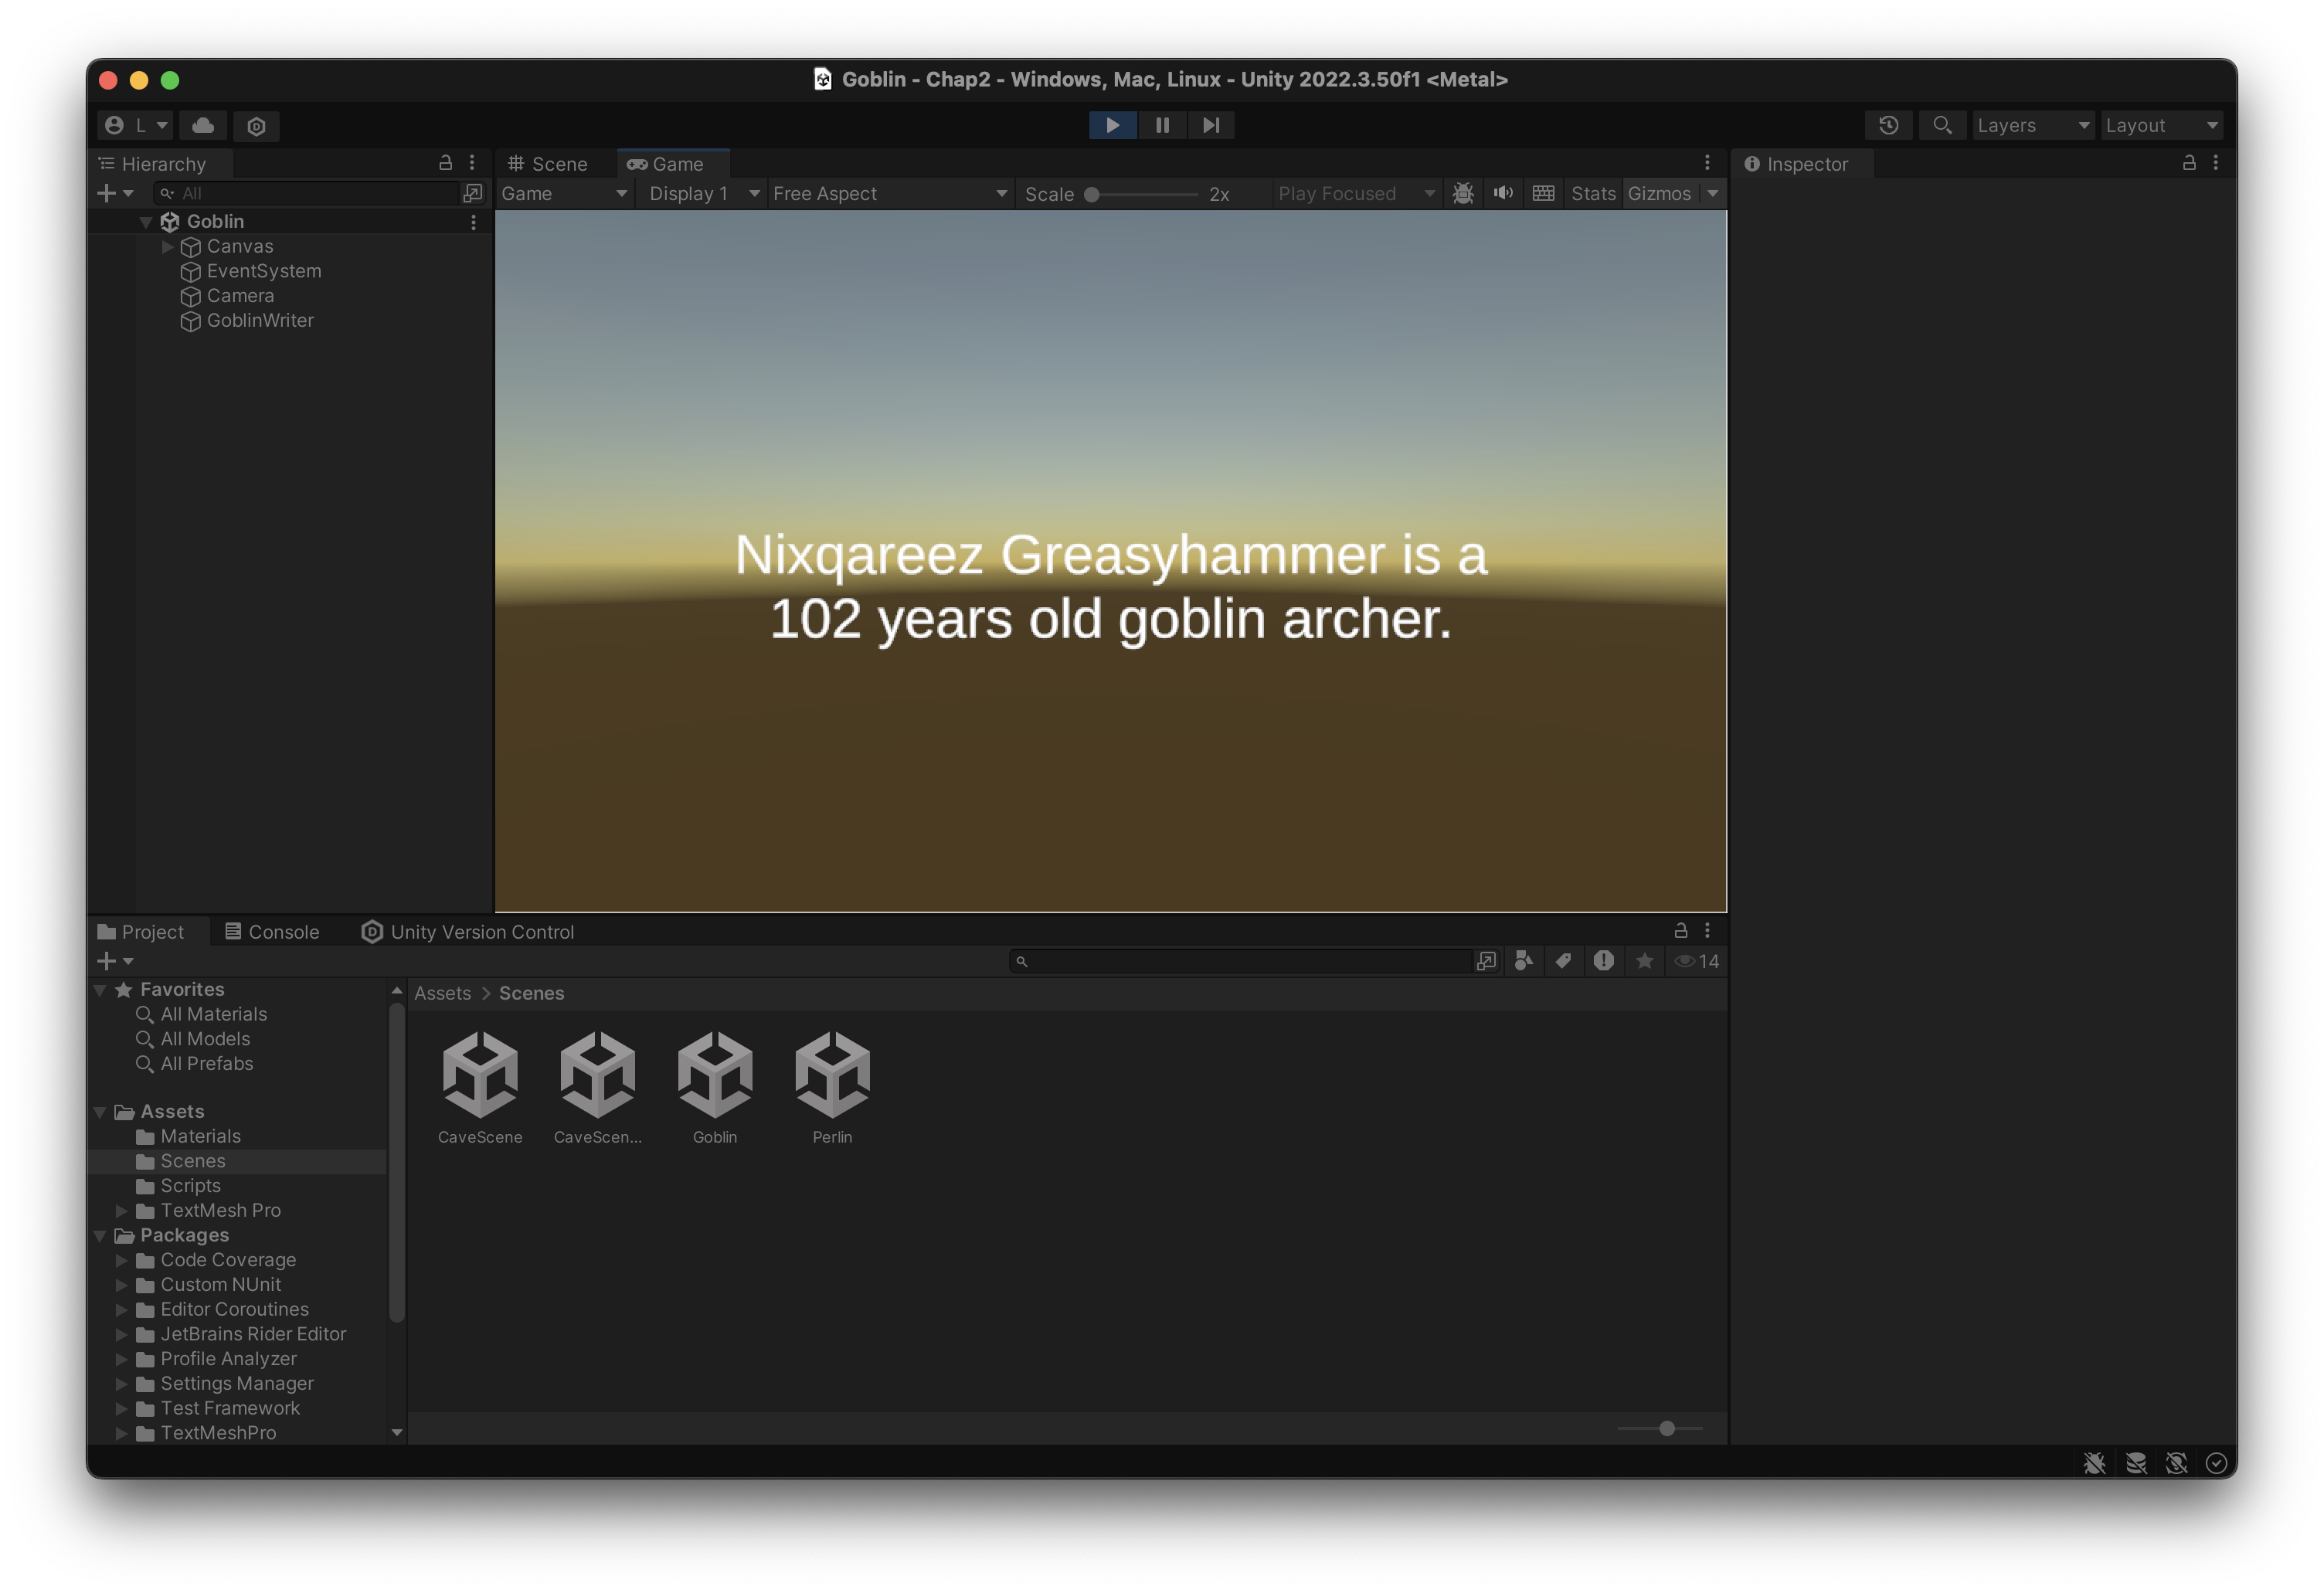 Goblin - Chap2 - Windows, Mac, Linux - Unity 2022.3.50f1 <Metal>
L
Layers
Layout
Hierarchy
All
Goblin
Canvas
EventSystem
Camera
GoblinWriter
Scene
Game
Game
Display 1
Free Aspect
Scale
2x
Play Focused
Stats
Gizmos
Nixqareez Greasyhammer is a
102 years old goblin archer.
Inspector
Project
Console
Unity Version Control
14
Favorites
All Materials
All Models
All Prefabs
Assets
Materials
Scenes
Scripts
TextMesh Pro
Packages
Code Coverage
Custom NUnit
Editor Coroutines
JetBrains Rider Editor
Profile Analyzer
Settings Manager
Test Framework
TextMeshPro
Assets > Scenes
CaveScene
CaveScen...
Goblin
Perlin